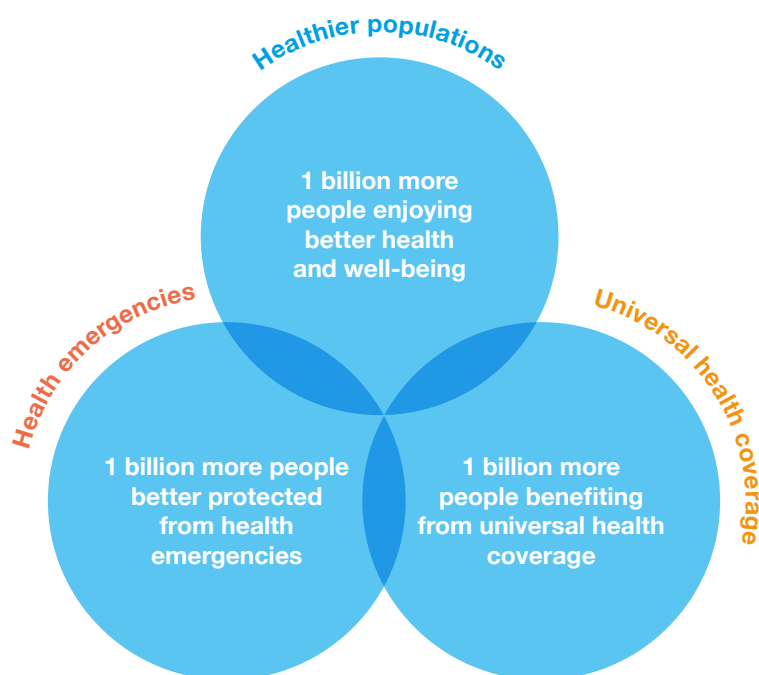 Healthier populations
1 billion more
people enjoying
better health
and well-being
Health emergencies
Universal health coverage
1 billion more people
better protected
from health
emergencies
1 billion more
people benefiting
from universal health
coverage